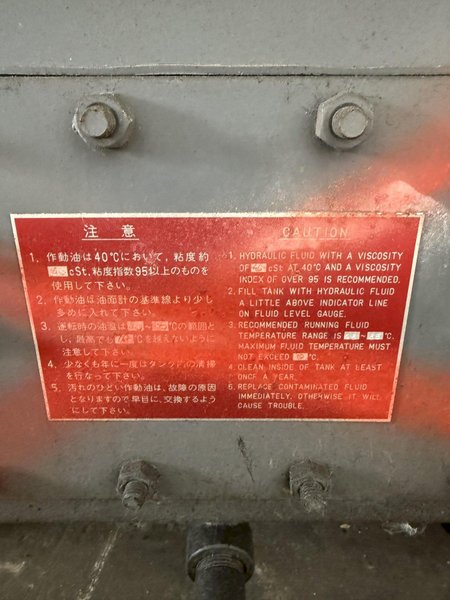 注意
1. 作動油は40℃において,粘度約
cSt.粘度指数95以上のものを
使用して下さい。
2. 作動油は油面計の基準線より少し
多めに入れて下さい。
3. 運転時の油温は ~ ℃の範囲と
し,最高でも ℃を越えないように
注意して下さい。
4. 少なくも年に一度はタンクの清掃
を行なって下さい。
5. 汚れのひどい作動油は,故障の原因
となりますので早目に,交換するよう
にして下さい。
CAUTION
1. HYDRAULIC FLUID WITH A VISCOSITY
OF cSt AT 40℃ AND A VISCOSITY
INDEX OF OVER 95 IS RECOMMENDED.
2. FILL TANK WITH HYDRAULIC FLUID
A LITTLE ABOVE INDICATOR LINE
ON FLUID LEVEL GAUGE.
3. RECOMMENDED RUNNING FLUID
TEMPERATURE RANGE IS ~ ℃.
MAXIMUM FLUID TEMPERATURE MUST
NOT EXCEED ℃.
4. CLEAN INSIDE OF TANK AT LEAST
ONCE A YEAR.
5. REPLACE CONTAMINATED FLUID
IMMEDIATELY, OTHERWISE IT WILL
CAUSE TROUBLE.